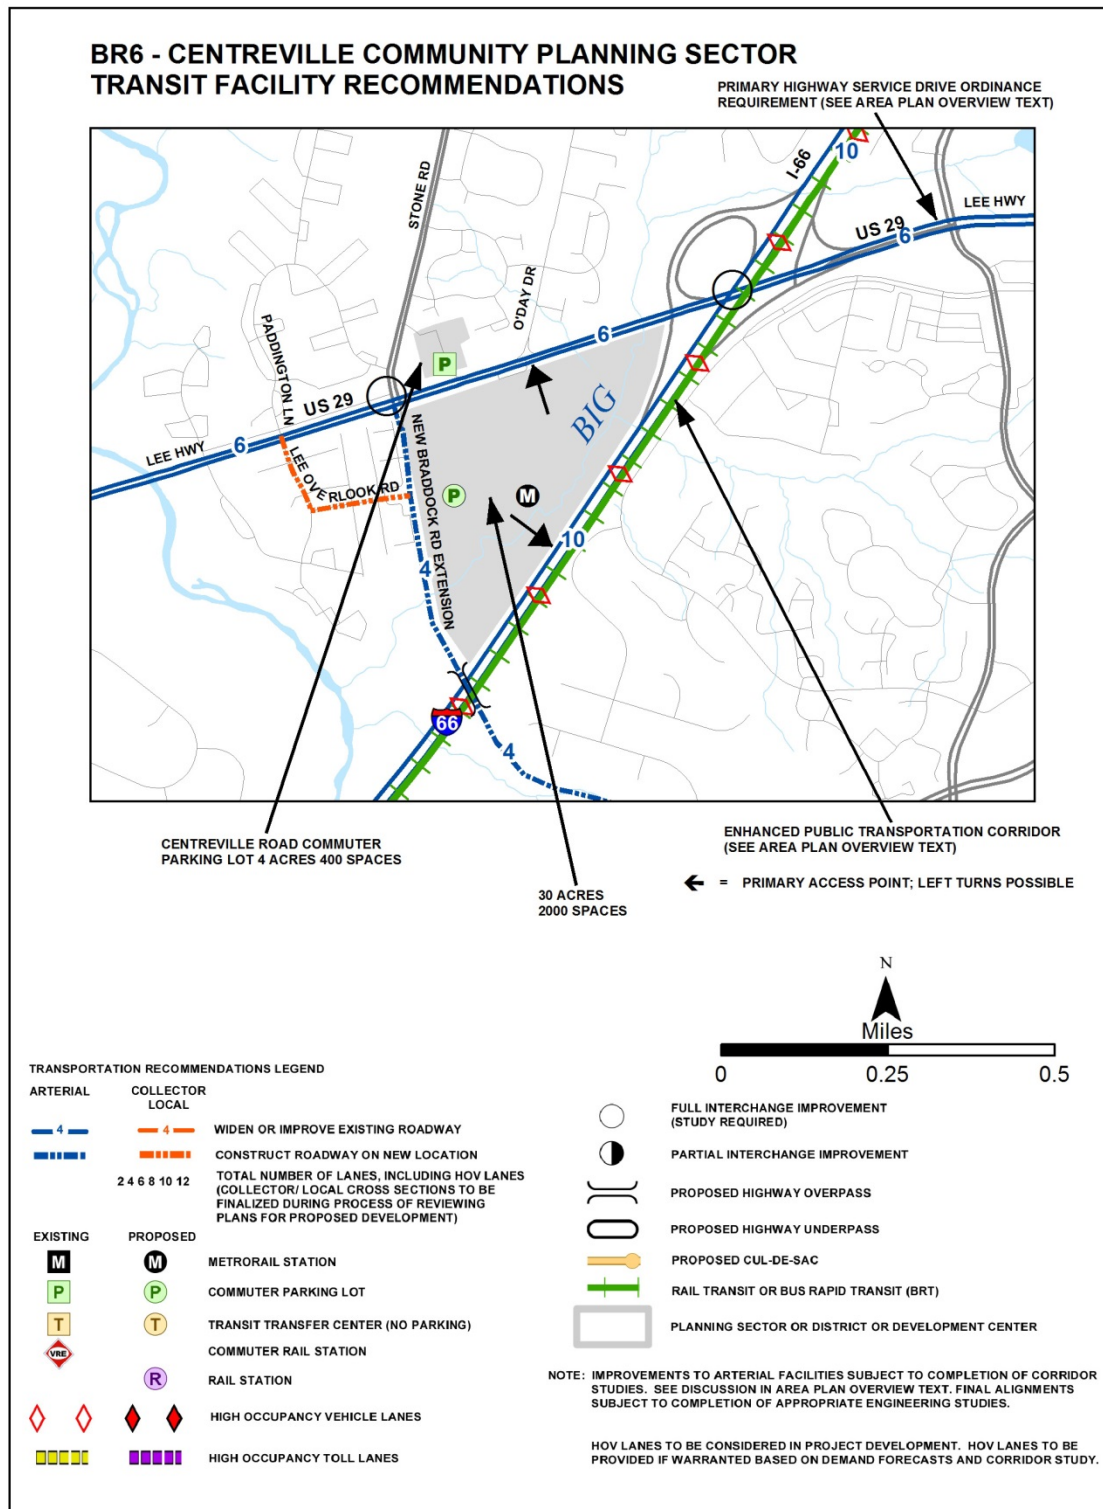 BR6 - CENTREVILLE COMMUNITY PLANNING SECTOR
TRANSIT FACILITY RECOMMENDATIONS
PRIMARY HIGHWAY SERVICE DRIVE ORDINANCE
REQUIREMENT (SEE AREA PLAN OVERVIEW TEXT)
10
I-66
STONE RD
LEE HWY
US 29
6
O'DAY DR
PADDINGTON LN
6
P
US 29
BIG
LEE HWY
6
NEW BRADDOCK RD EXTENSION
LEE OVERLOOK RD
P
M
10
4
66
4
CENTREVILLE ROAD COMMUTER
PARKING LOT 4 ACRES 400 SPACES
ENHANCED PUBLIC TRANSPORTATION CORRIDOR
(SEE AREA PLAN OVERVIEW TEXT)
= PRIMARY ACCESS POINT; LEFT TURNS POSSIBLE
30 ACRES
2000 SPACES
N
Miles
0 0.25 0.5
TRANSPORTATION RECOMMENDATIONS LEGEND
ARTERIAL
COLLECTOR
LOCAL
4 4 WIDEN OR IMPROVE EXISTING ROADWAY
CONSTRUCT ROADWAY ON NEW LOCATION
2 4 6 8 10 12 TOTAL NUMBER OF LANES, INCLUDING HOV LANES
(COLLECTOR/ LOCAL CROSS SECTIONS TO BE
FINALIZED DURING PROCESS OF REVIEWING
PLANS FOR PROPOSED DEVELOPMENT)
EXISTING PROPOSED
M M METRORAIL STATION
P P COMMUTER PARKING LOT
T T TRANSIT TRANSFER CENTER (NO PARKING)
VRE COMMUTER RAIL STATION
R RAIL STATION
HIGH OCCUPANCY VEHICLE LANES
HIGH OCCUPANCY TOLL LANES
FULL INTERCHANGE IMPROVEMENT
(STUDY REQUIRED)
PARTIAL INTERCHANGE IMPROVEMENT
PROPOSED HIGHWAY OVERPASS
PROPOSED HIGHWAY UNDERPASS
PROPOSED CUL-DE-SAC
RAIL TRANSIT OR BUS RAPID TRANSIT (BRT)
PLANNING SECTOR OR DISTRICT OR DEVELOPMENT CENTER
NOTE: IMPROVEMENTS TO ARTERIAL FACILITIES SUBJECT TO COMPLETION OF CORRIDOR
STUDIES. SEE DISCUSSION IN AREA PLAN OVERVIEW TEXT. FINAL ALIGNMENTS
SUBJECT TO COMPLETION OF APPROPRIATE ENGINEERING STUDIES.
HOV LANES TO BE CONSIDERED IN PROJECT DEVELOPMENT. HOV LANES TO BE
PROVIDED IF WARRANTED BASED ON DEMAND FORECASTS AND CORRIDOR STUDY.